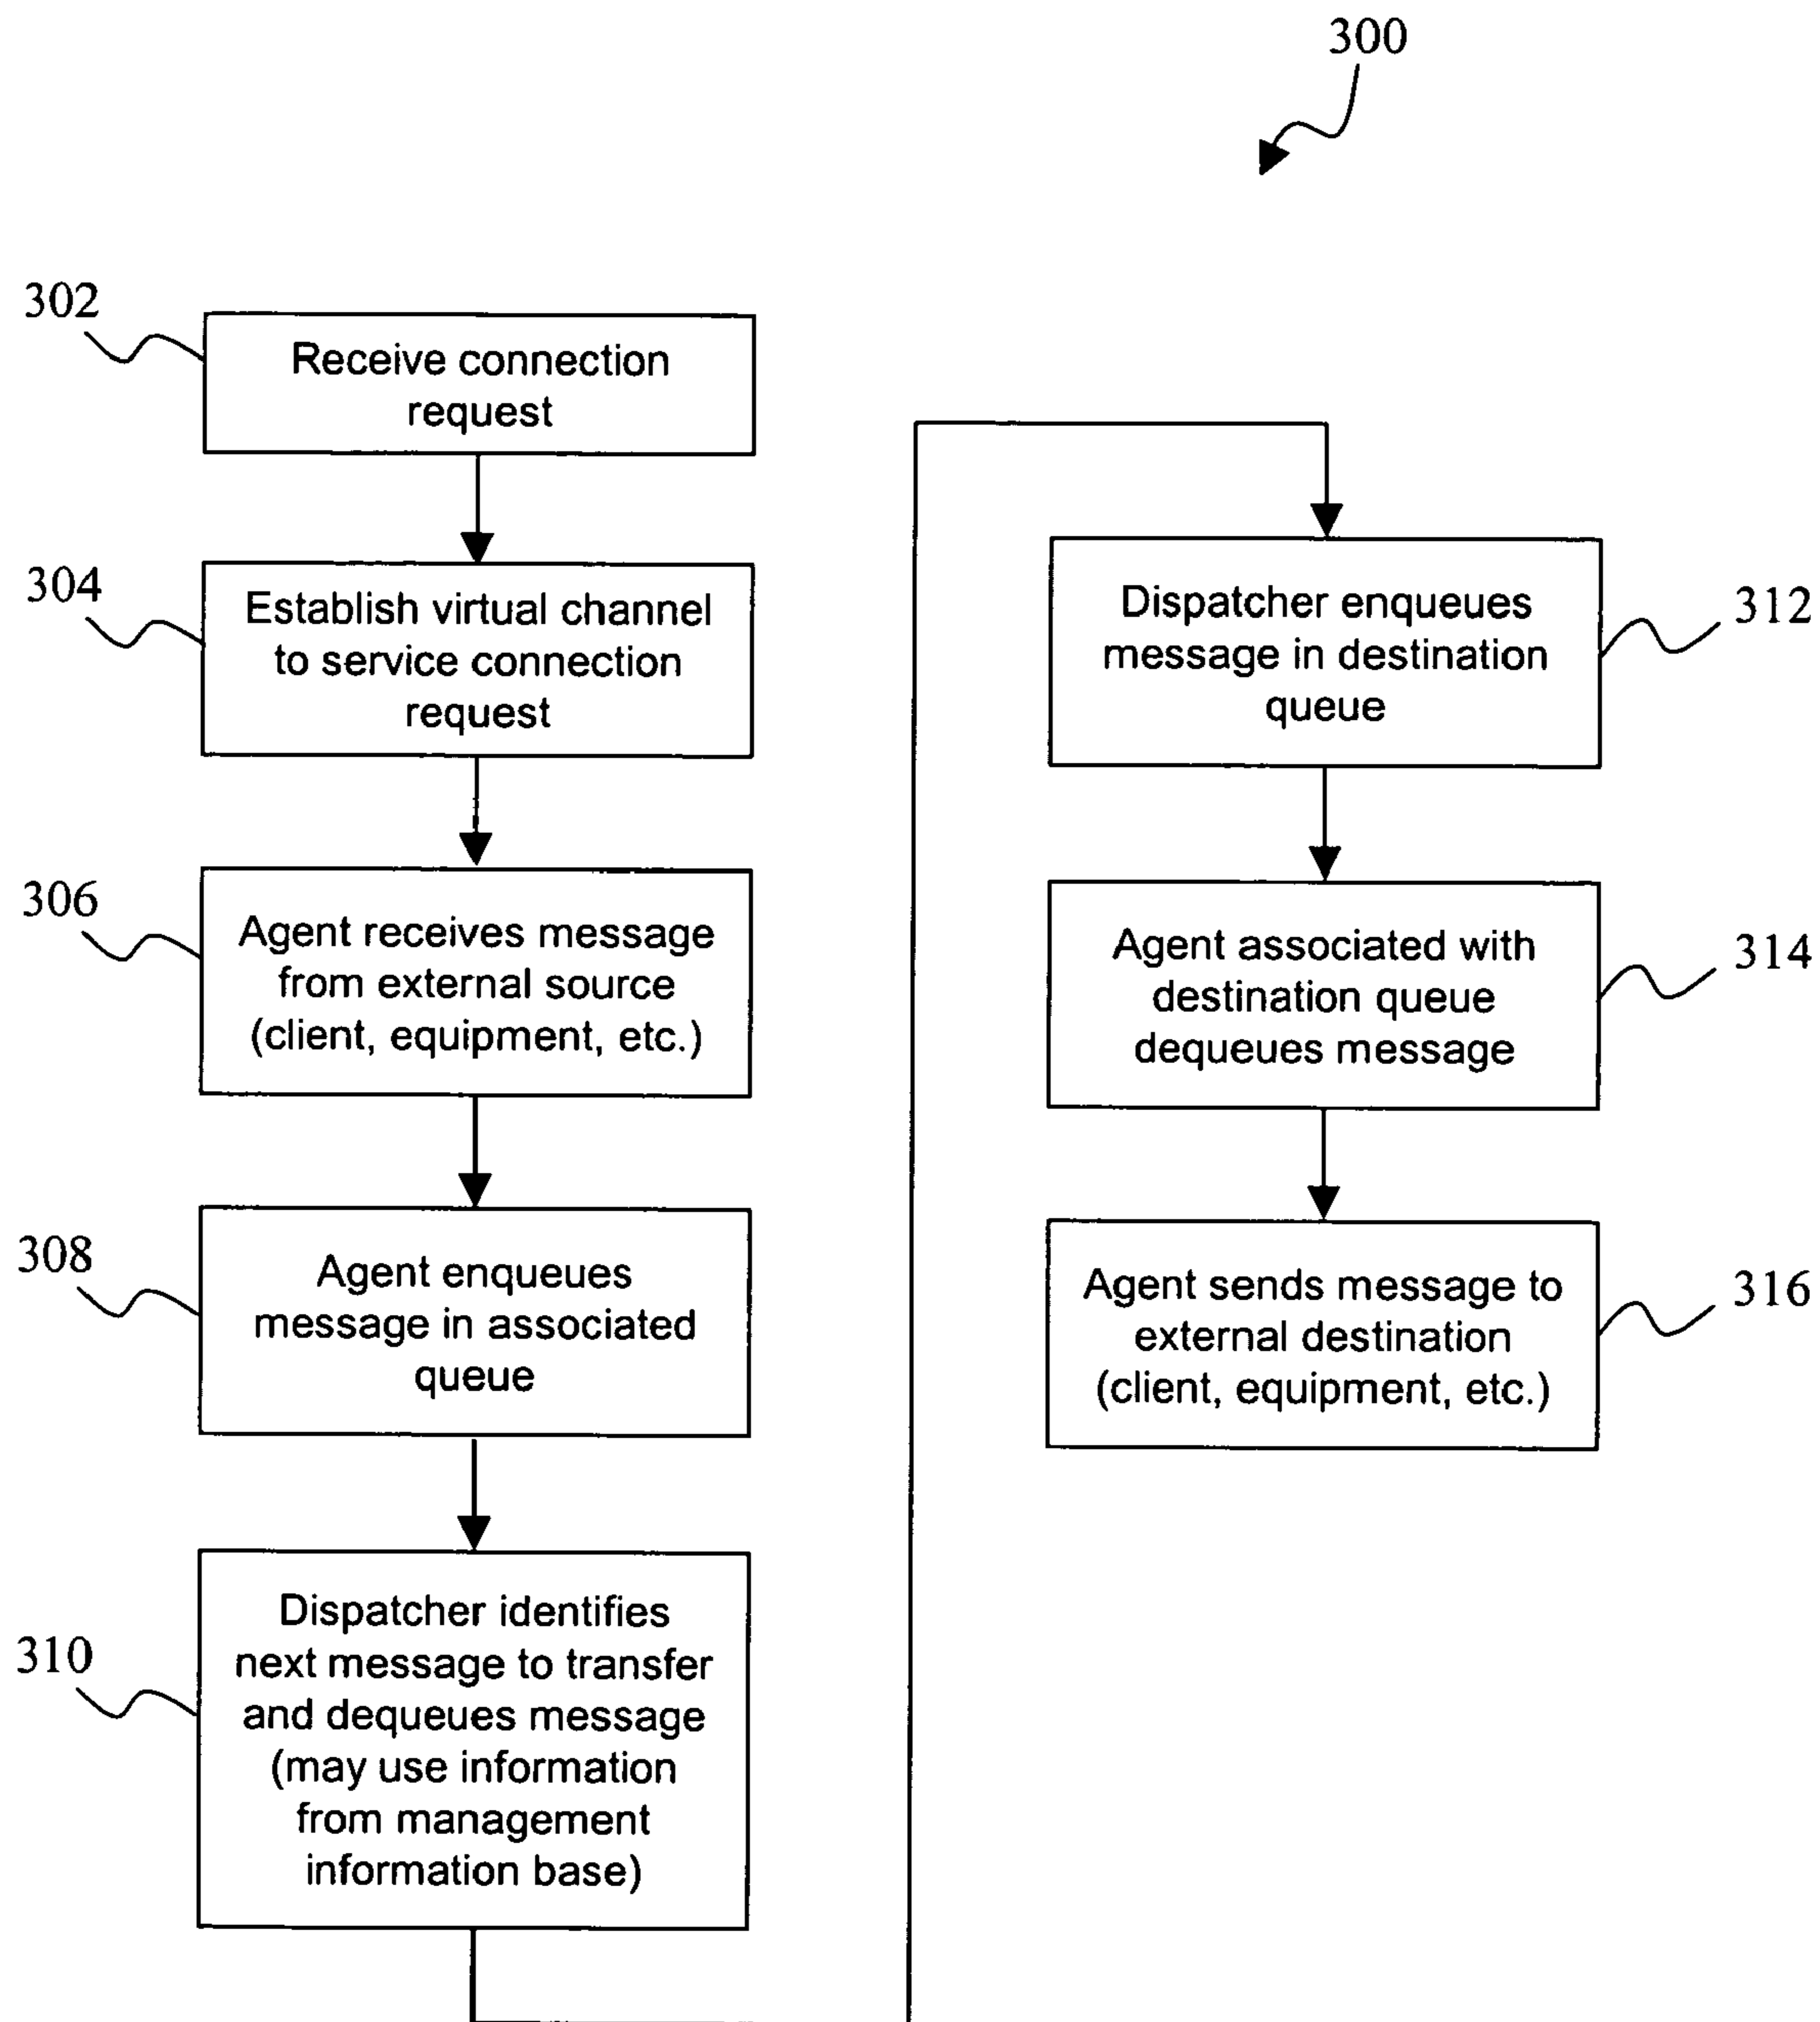 300
302
Receive connection
request
304
Establish virtual channel
to service connection
request
306
Agent receives message
from external source
(client, equipment, etc.)
308
Agent enqueues
message in associated
queue
310
Dispatcher identifies
next message to transfer
and dequeues message
(may use information
from management
information base)
312
Dispatcher enqueues
message in destination
queue
314
Agent associated with
destination queue
dequeues message
316
Agent sends message to
external destination
(client, equipment, etc.)